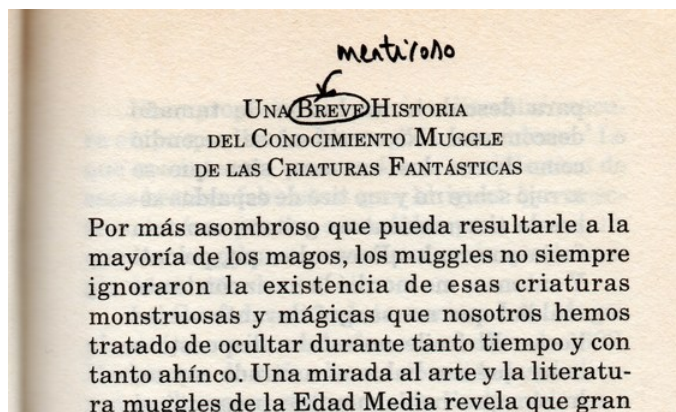 mentiroso
UNA BREVE HISTORIA
DEL CONOCIMIENTO MUGGLE
DE LAS CRIATURAS FANTÁSTICAS
Por más asombroso que pueda resultarle a la
mayoría de los magos, los muggles no siempre
ignoraron la existencia de esas criaturas
monstruosas y mágicas que nosotros hemos
tratado de ocultar durante tanto tiempo y con
tanto ahínco. Una mirada al arte y la literatu-
ra muggles de la Edad Media revela que gran